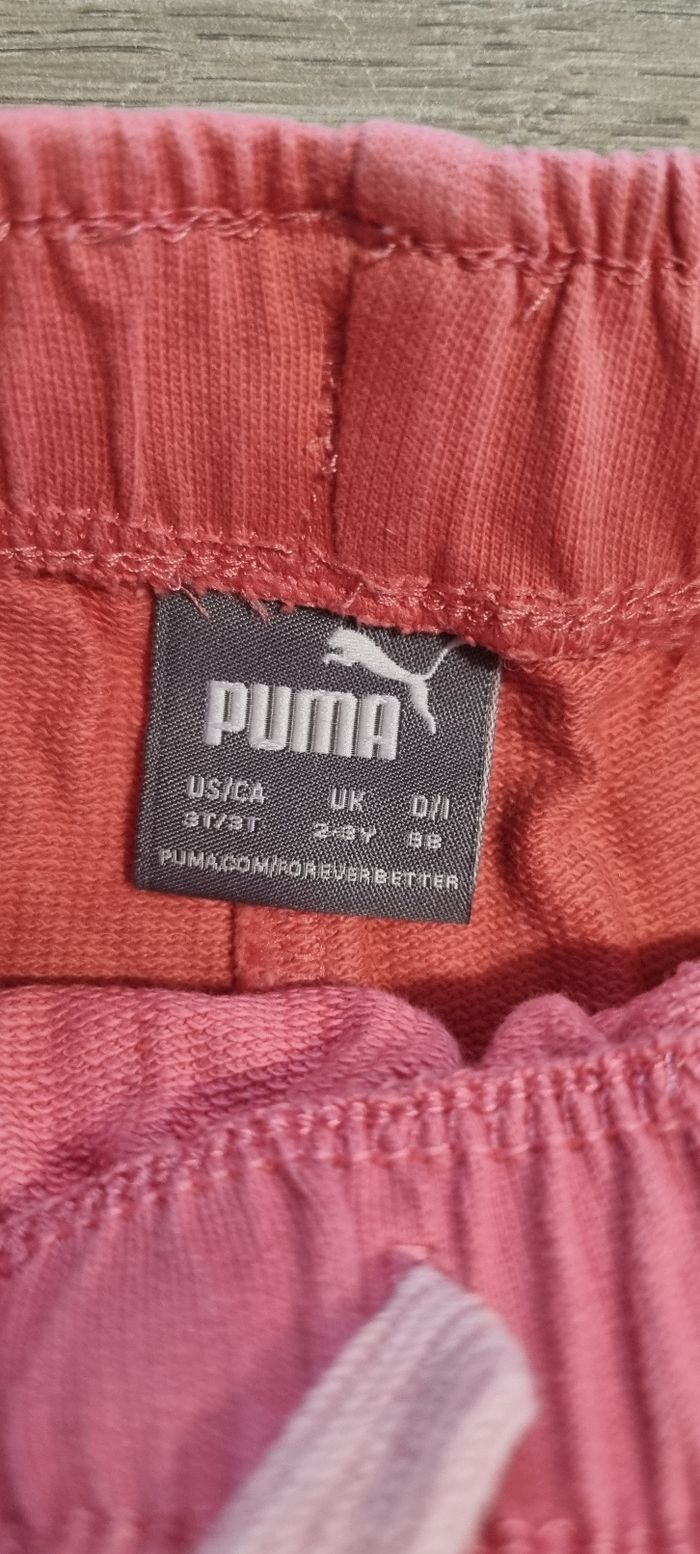 PUMA
US/CA UK D/I
3T/3T 2-3Y 98
PUMA.COM/FOREVERBETTER